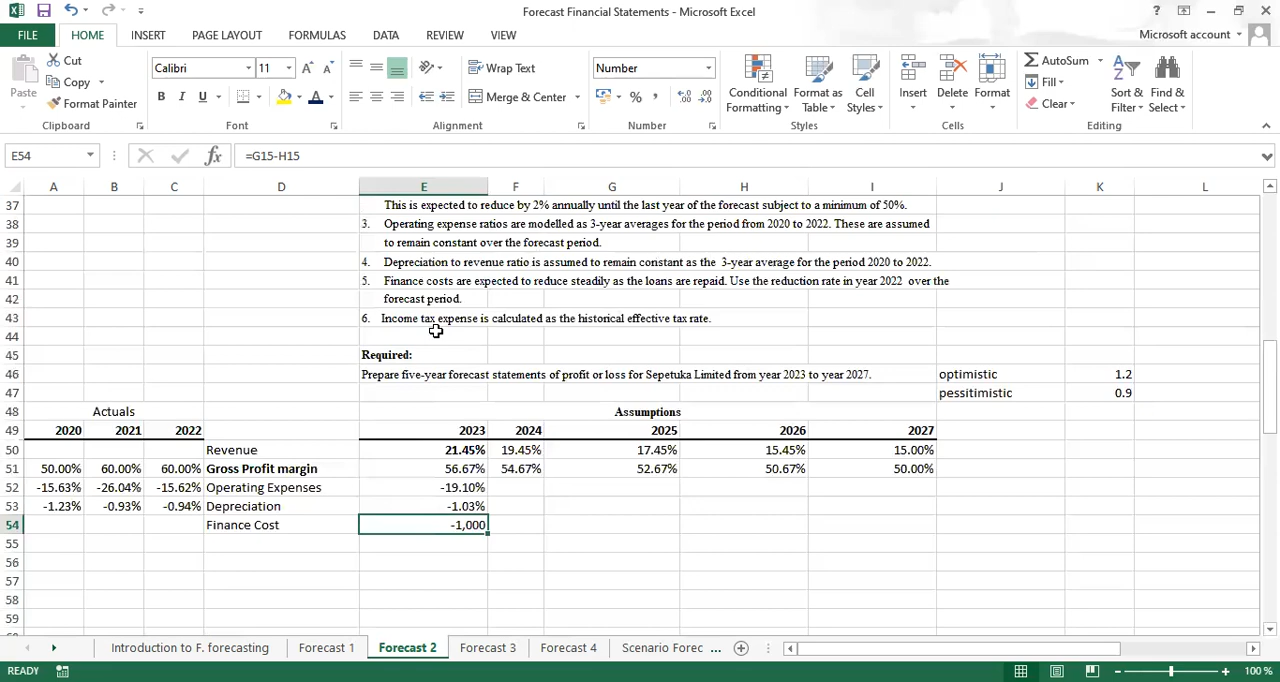 Forecast Financial Statements - Microsoft Excel
?
FILE HOME INSERT PAGE LAYOUT FORMULAS DATA REVIEW VIEW Microsoft account
Paste
Cut
Copy
Format Painter
Clipboard
Calibri 11
B I U A
Font
Wrap Text
Merge & Center
Alignment
Number
%
Number
Conditional Formatting
Format as Table
Cell Styles
Styles
Insert Delete Format
Cells
AutoSum
Fill
Clear
Sort & Filter
Find & Select
Editing
E54 fx =G15-H15
A B C D E F G H I J K L
37 This is expected to reduce by 2% annually until the last year of the forecast subject to a minimum of 50%.
38 3. Operating expense ratios are modelled as 3-year averages for the period from 2020 to 2022. These are assumed
39 to remain constant over the forecast period.
40 4. Depreciation to revenue ratio is assumed to remain constant as the 3-year average for the period 2020 to 2022.
41 5. Finance costs are expected to reduce steadily as the loans are repaid. Use the reduction rate in year 2022 over the
42 forecast period.
43 6. Income tax expense is calculated as the historical effective tax rate.
44
45 Required:
46 Prepare five-year forecast statements of profit or loss for Sepetuka Limited from year 2023 to year 2027. optimistic 1.2
47 pessitimistic 0.9
48 Actuals Assumptions
49 2020 2021 2022 2023 2024 2025 2026 2027
50 Revenue 21.45% 19.45% 17.45% 15.45% 15.00%
51 50.00% 60.00% 60.00% Gross Profit margin 56.67% 54.67% 52.67% 50.67% 50.00%
52 -15.63% -26.04% -15.62% Operating Expenses -19.10%
53 -1.23% -0.93% -0.94% Depreciation -1.03%
54 Finance Cost -1,000
55
56
57
58
59
Introduction to F. forecasting Forecast 1 Forecast 2 Forecast 3 Forecast 4 Scenario Forec ...
READY 100 %